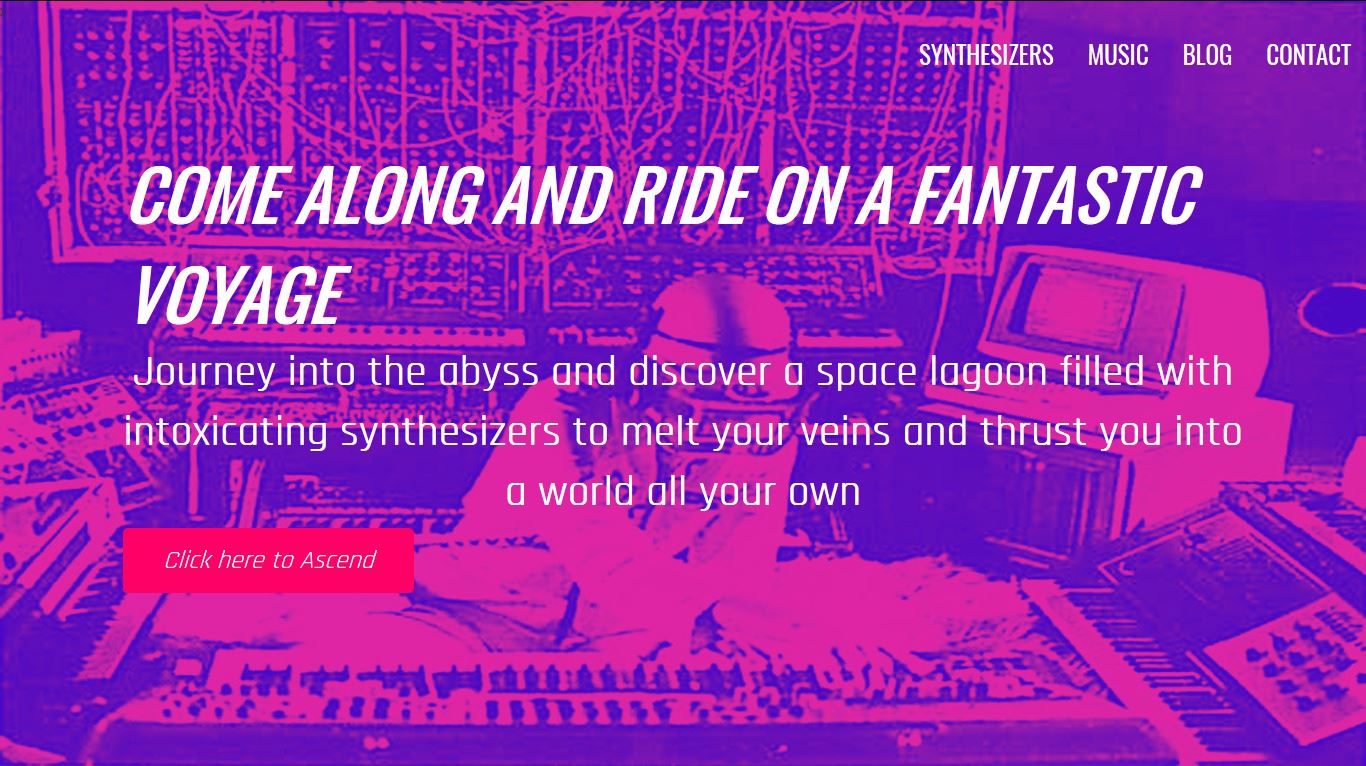 SYNTHESIZERS MUSIC BLOG CONTACT
COME ALONG AND RIDE ON A FANTASTIC
VOYAGE
Journey into the abyss and discover a space lagoon filled with
intoxicating synthesizers to melt your veins and thrust you into
a world all your own
Click here to Ascend